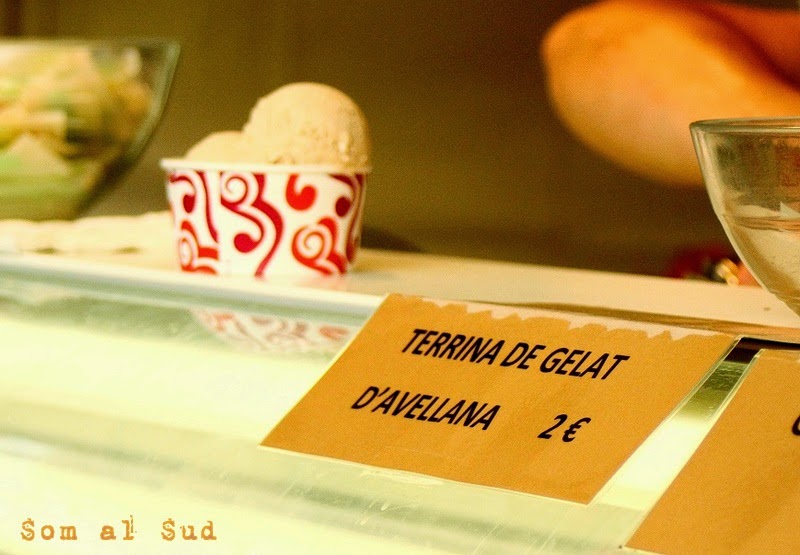 TERRINA DE GELAT
D'AVELLANA 2 €
Som al Sud